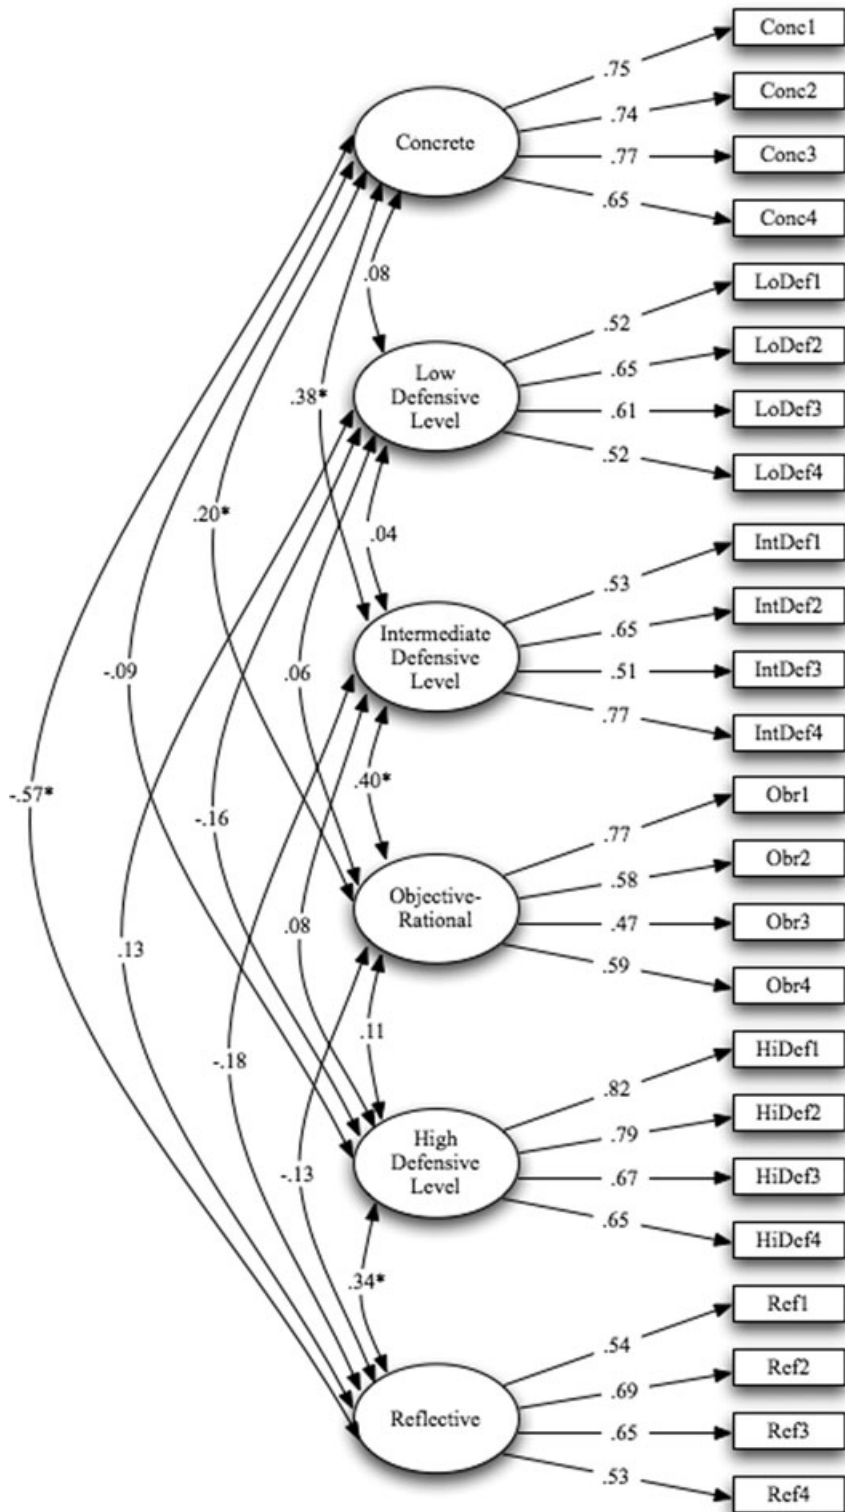 Conc1
.75
Conc2
.74
Concrete
Conc3
.77
.65
Conc4
.08
LoDef1
.52
LoDef2
.65
Low
Defensive
Level
.38*
LoDef3
.61
.52
LoDef4
.20*
.04
IntDef1
.53
IntDef2
.65
Intermediate
Defensive
Level
-.09
.06
IntDef3
.51
.77
IntDef4
-.57*
.40*
Obr1
.77
-.16
Obr2
.58
Objective-
Rational
.13
.08
Obr3
.47
.59
Obr4
-.18
.11
HiDef1
.82
HiDef2
.79
High
Defensive
Level
-.13
HiDef3
.67
.65
HiDef4
.34*
Ref1
.54
Ref2
.69
Reflective
Ref3
.65
.53
Ref4